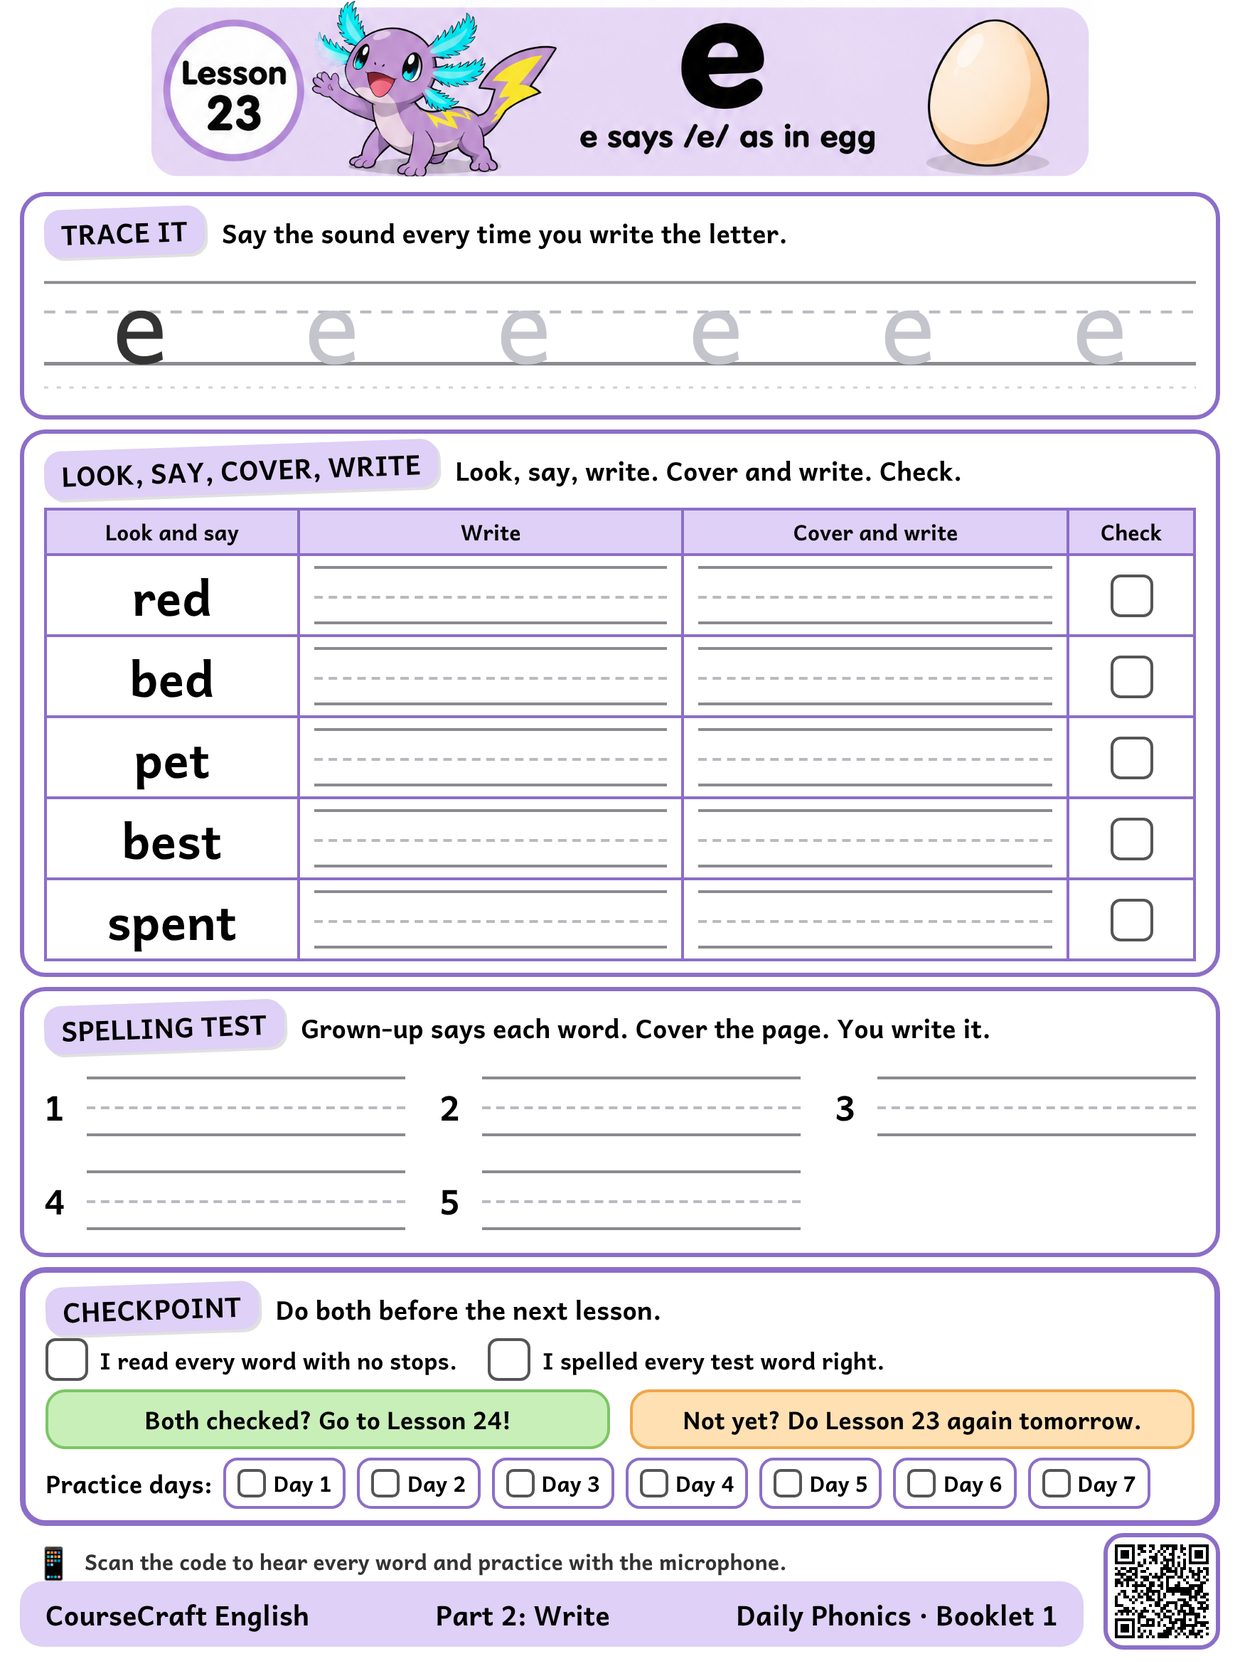 Lesson
23
e
e says /e/ as in egg
TRACE IT Say the sound every time you write the letter.
e e e e e e
LOOK, SAY, COVER, WRITE Look, say, write. Cover and write. Check.
Look and say Write Cover and write Check
red
bed
pet
best
spent
SPELLING TEST Grown-up says each word. Cover the page. You write it.
1 2 3
4 5
CHECKPOINT Do both before the next lesson.
I read every word with no stops. I spelled every test word right.
Both checked? Go to Lesson 24! Not yet? Do Lesson 23 again tomorrow.
Practice days: Day 1 Day 2 Day 3 Day 4 Day 5 Day 6 Day 7
Scan the code to hear every word and practice with the microphone.
CourseCraft English Part 2: Write Daily Phonics · Booklet 1